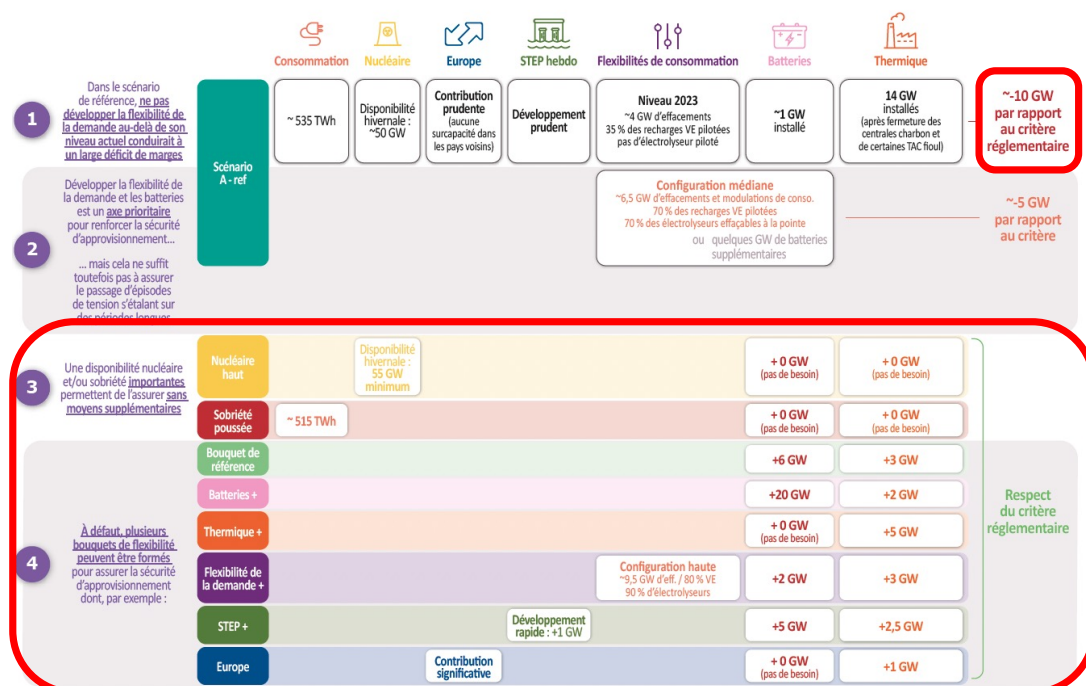 Consommation
Nucléaire
Europe
STEP hebdo
Flexibilités de consommation
Batteries
Thermique
1
Dans le scénario
de référence, ne pas
développer la flexibilité de
la demande au-delà de son
niveau actuel conduirait à
un large déficit de marges
Scénario
A - ref
~ 535 TWh
Disponibilité
hivernale :
~50 GW
Contribution
prudente
(aucune
surcapacité dans
les pays voisins)
Développement
prudent
Niveau 2023
~4 GW d'effacements
35 % des recharges VE pilotées
pas d'électrolyseur piloté
~1 GW
installé
14 GW
installés
(après fermeture des
centrales charbon et
de certaines TAC fioul)
~-10 GW
par rapport
au critère
réglementaire
2
Développer la flexibilité de
la demande et les batteries
est un axe prioritaire
pour renforcer la sécurité
d'approvisionnement...
... mais cela ne suffit
toutefois pas à assurer
le passage d'épisodes
de tension s'étalant sur
des périodes longues
Configuration médiane
~6,5 GW d'effacements et modulations de conso.
70 % des recharges VE pilotées
70 % des électrolyseurs effaçables à la pointe
ou quelques GW de batteries
supplémentaires
~-5 GW
par rapport
au critère
3
Une disponibilité nucléaire
et/ou sobriété importantes
permettent de l'assurer sans
moyens supplémentaires
Nucléaire
haut
Disponibilité
hivernale :
55 GW
minimum
+ 0 GW
(pas de besoin)
+ 0 GW
(pas de besoin)
Sobriété
poussée
~ 515 TWh
+ 0 GW
(pas de besoin)
+ 0 GW
(pas de besoin)
4
À défaut, plusieurs
bouquets de flexibilité
peuvent être formés
pour assurer la sécurité
d'approvisionnement
dont, par exemple :
Bouquet de
référence
+6 GW
+3 GW
Batteries +
+20 GW
+2 GW
Thermique +
+ 0 GW
(pas de besoin)
+5 GW
Flexibilité de
la demande +
Configuration haute
~9,5 GW d'eff. / 80 % VE
90 % d'électrolyseurs
+2 GW
+3 GW
STEP +
Développement
rapide : +1 GW
+5 GW
+2,5 GW
Europe
Contribution
significative
+ 0 GW
(pas de besoin)
+1 GW
Respect
du critère
réglementaire